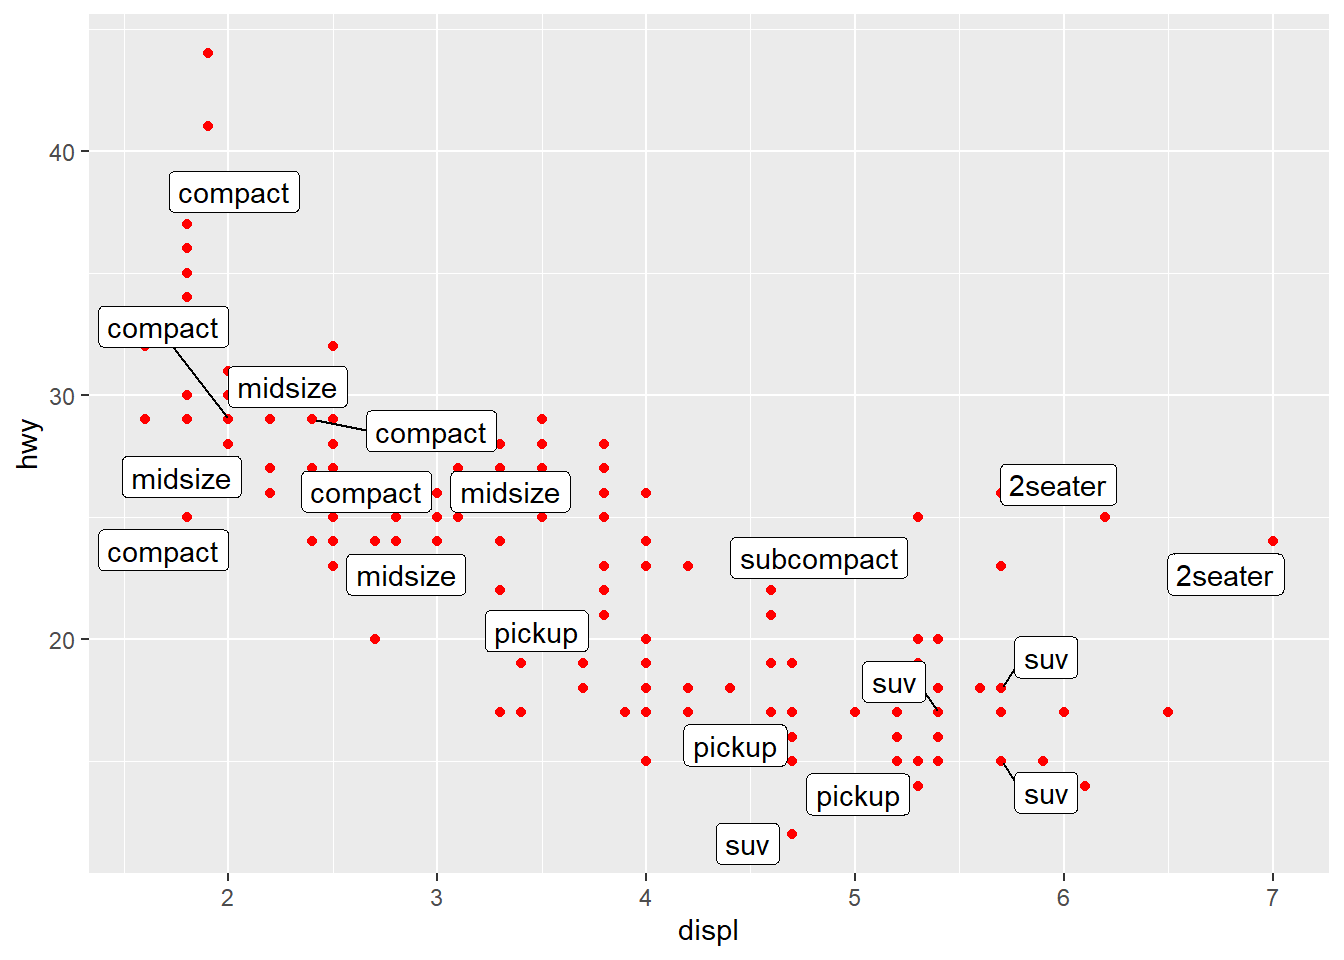 40
30
20
hwy
compact
compact
midsize
compact
midsize
compact
midsize
2seater
compact
midsize
subcompact
2seater
pickup
suv
suv
pickup
pickup
suv
suv
2
3
4
5
6
7
displ